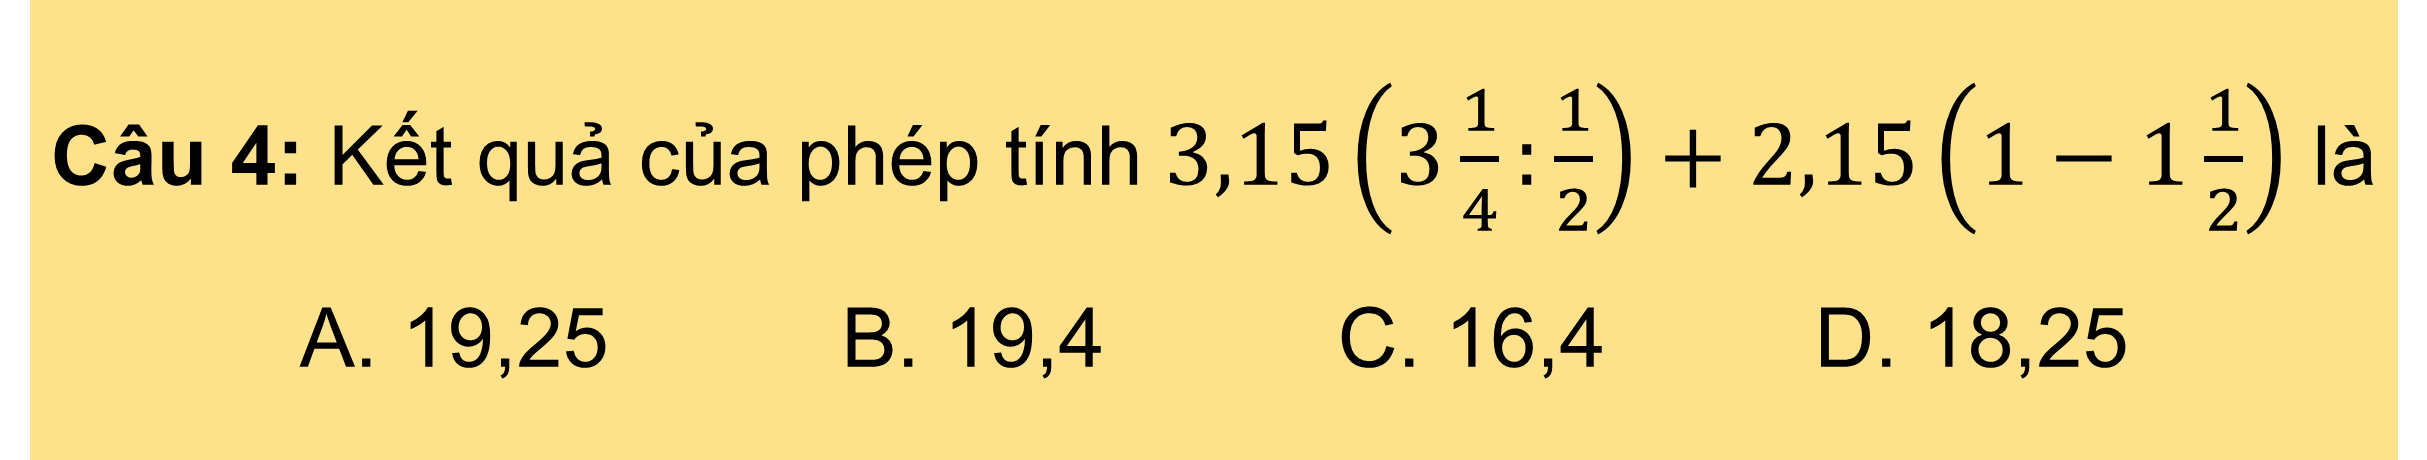 Câu 4: Kết quả của phép tính 3,15 (3 1/4 : 1/2) + 2,15 (1 − 1 1/2) là
A. 19,25 B. 19,4 C. 16,4 D. 18,25